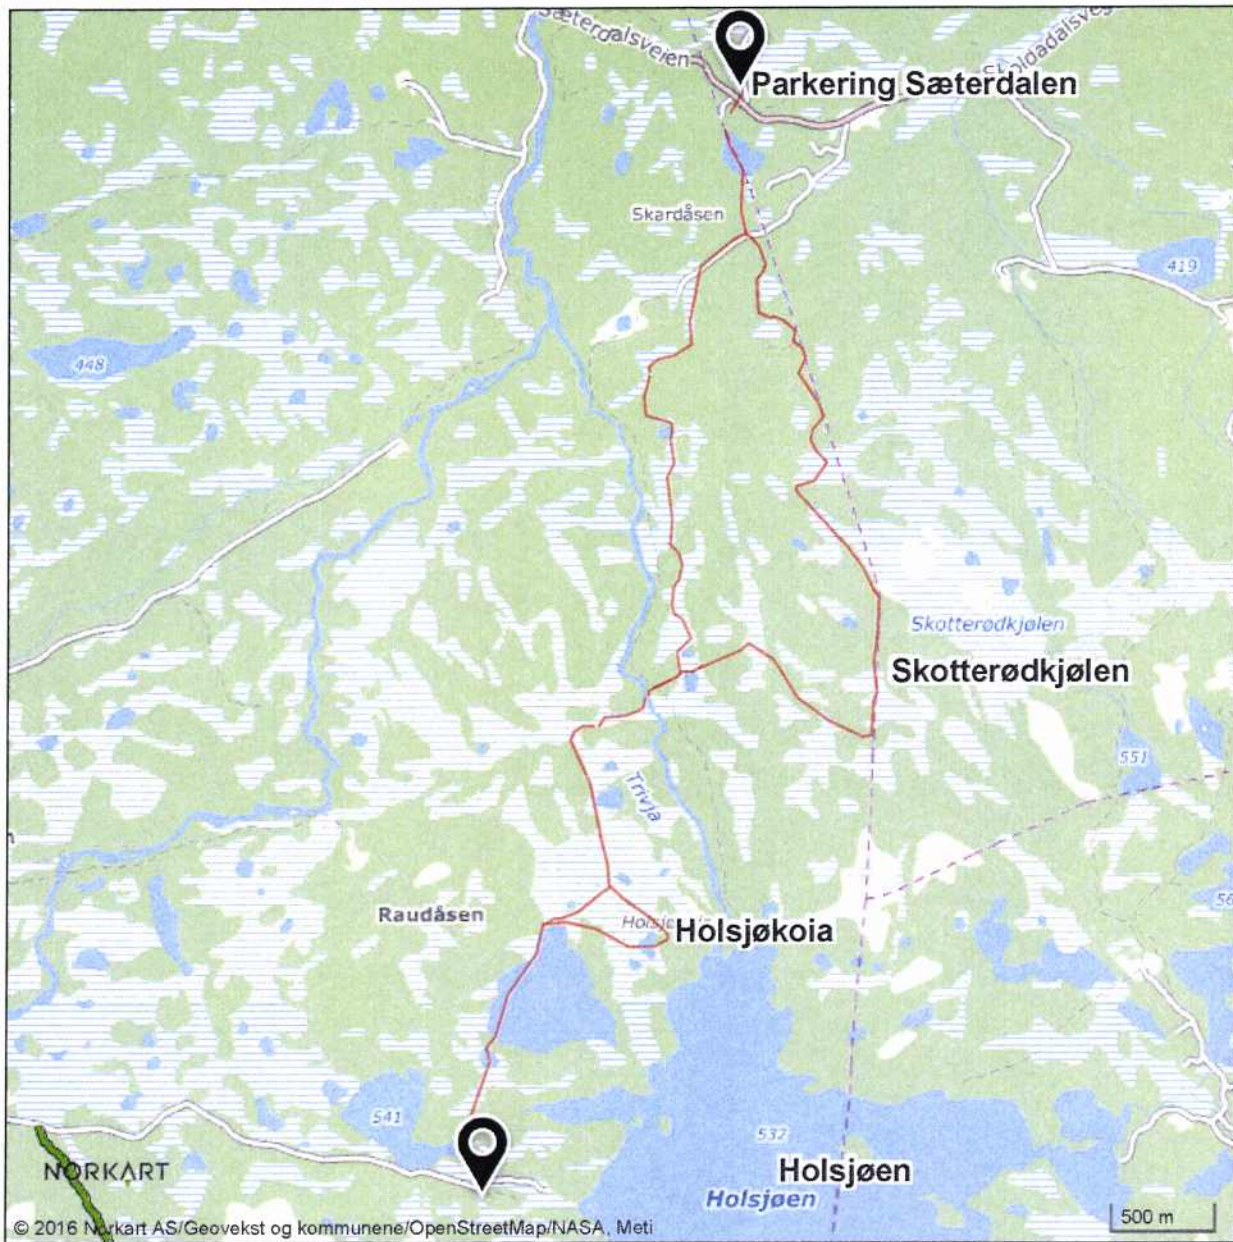 Sæterdalsveien
Parkering Sæterdalen
Skardåsen
419
448
Skotterødkjølen
Skotterødkjølen
551
Trivja
Raudåsen
Holsjøkoia
541
532
Holsjøen
Holsjøen
NORKART
500 m
© 2016 Norkart AS/Geovekst og kommunene/OpenStreetMap/NASA, Meti